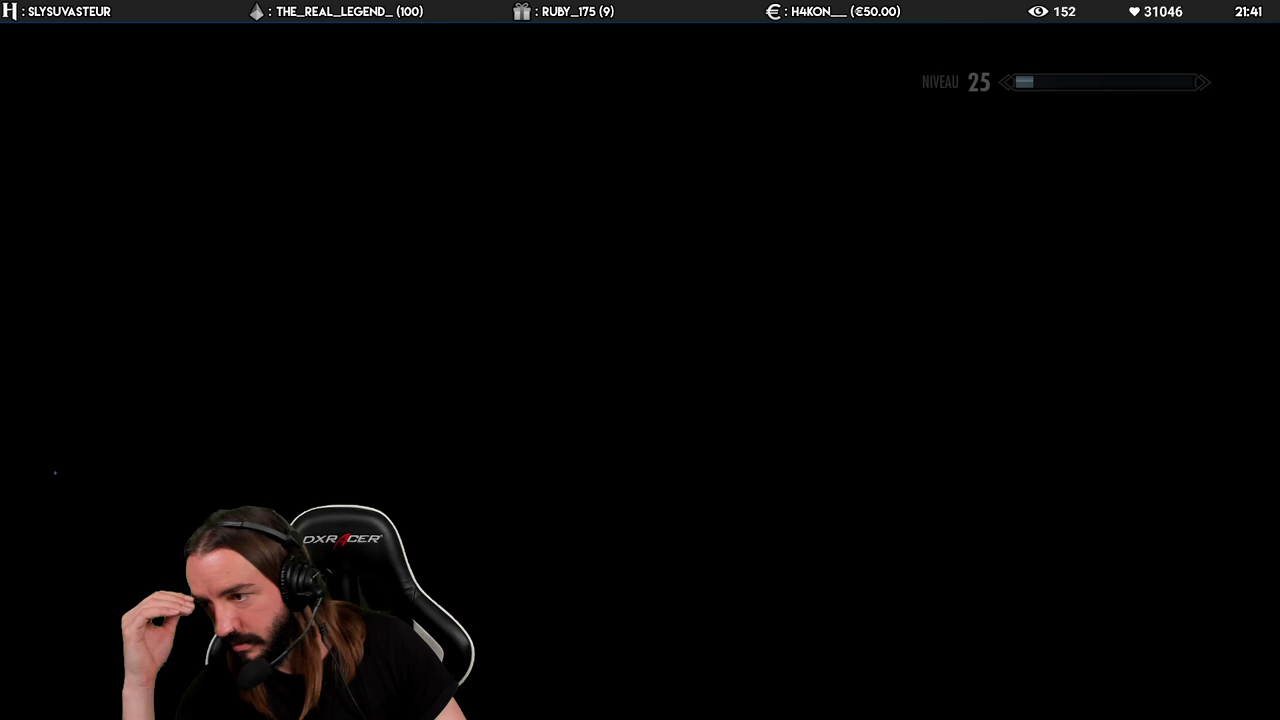 H : SLYSUVASTEUR : THE_REAL_LEGEND_ (100) : RUBY_175 (9) € : H4KON__ (€50.00) 152 31046 21:41
NIVEAU 25
DXRACER